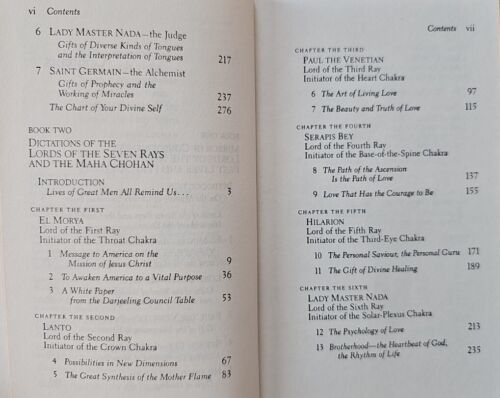 vi Contents
6 LADY MASTER NADA—the Judge
Gifts of Diverse Kinds of Tongues
and the Interpretation of Tongues 217
7 SAINT GERMAIN—the Alchemist
Gifts of Prophecy and the
Working of Miracles 237
The Chart of Your Divine Self 276
BOOK TWO
DICTATIONS OF THE
LORDS OF THE SEVEN RAYS
AND THE MAHA CHOHAN
INTRODUCTION
Lives of Great Men All Remind Us... 3
CHAPTER THE FIRST
EL MORYA
Lord of the First Ray
Initiator of the Throat Chakra
1 Message to America on the
Mission of Jesus Christ 9
2 To Awaken America to a Vital Purpose 36
3 A White Paper
from the Darjeeling Council Table 53
CHAPTER THE SECOND
LANTO
Lord of the Second Ray
Initiator of the Crown Chakra
4 Possibilities in New Dimensions 67
5 The Great Synthesis of the Mother Flame 83
Contents vii
CHAPTER THE THIRD
PAUL THE VENETIAN
Lord of the Third Ray
Initiator of the Heart Chakra
6 The Art of Living Love 97
7 The Beauty and Truth of Love 115
CHAPTER THE FOURTH
SERAPIS BEY
Lord of the Fourth Ray
Initiator of the Base-of-the-Spine Chakra
8 The Path of the Ascension
Is the Path of Love 137
9 Love That Has the Courage to Be 155
CHAPTER THE FIFTH
HILARION
Lord of the Fifth Ray
Initiator of the Third-Eye Chakra
10 The Personal Saviour, the Personal Guru 171
11 The Gift of Divine Healing 189
CHAPTER THE SIXTH
LADY MASTER NADA
Lord of the Sixth Ray
Initiator of the Solar-Plexus Chakra
12 The Psychology of Love 213
13 Brotherhood—the Heartbeat of God,
the Rhythm of Life 235